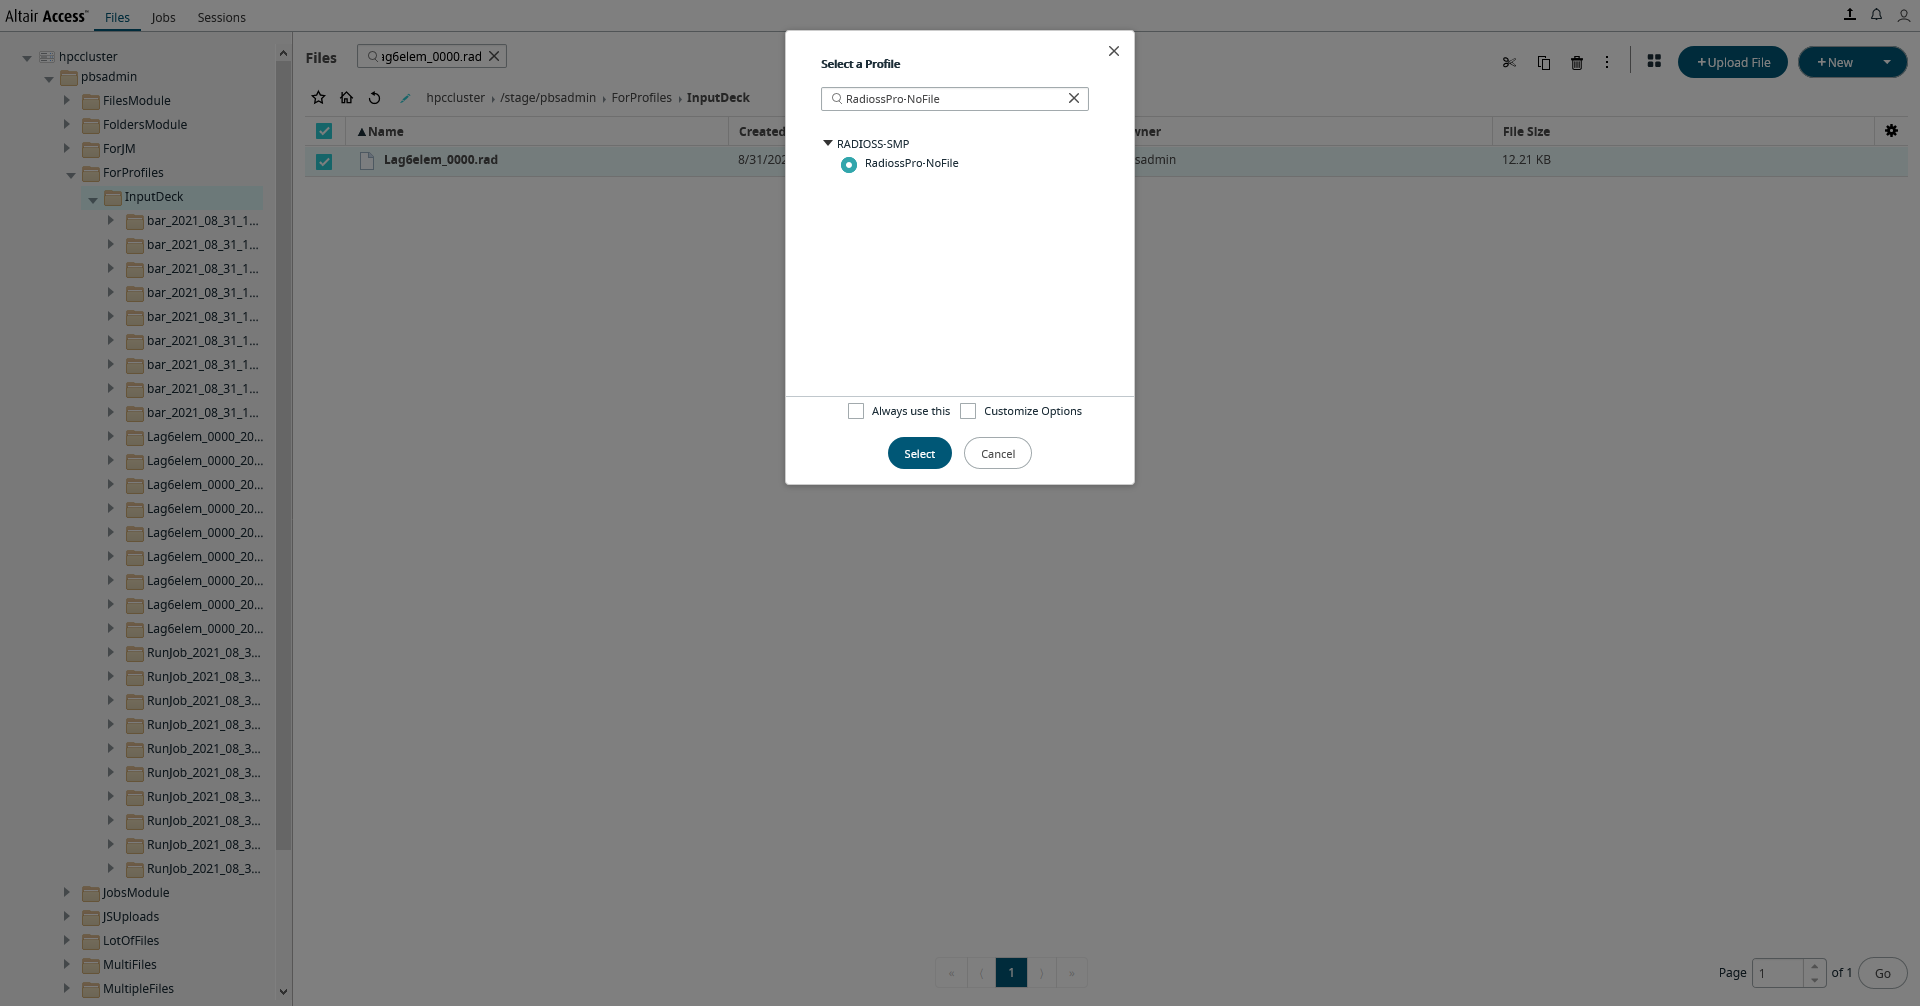 Altair Access™ Files Jobs Sessions
hpccluster
pbsadmin
FilesModule
FoldersModule
ForJM
ForProfiles
InputDeck
bar_2021_08_31_1...
bar_2021_08_31_1...
bar_2021_08_31_1...
bar_2021_08_31_1...
bar_2021_08_31_1...
bar_2021_08_31_1...
bar_2021_08_31_1...
bar_2021_08_31_1...
bar_2021_08_31_1...
Lag6elem_0000_20...
Lag6elem_0000_20...
Lag6elem_0000_20...
Lag6elem_0000_20...
Lag6elem_0000_20...
Lag6elem_0000_20...
Lag6elem_0000_20...
Lag6elem_0000_20...
Lag6elem_0000_20...
RunJob_2021_08_3...
RunJob_2021_08_3...
RunJob_2021_08_3...
RunJob_2021_08_3...
RunJob_2021_08_3...
RunJob_2021_08_3...
RunJob_2021_08_3...
RunJob_2021_08_3...
RunJob_2021_08_3...
RunJob_2021_08_3...
JobsModule
JSUploads
LotOfFiles
MultiFiles
MultipleFiles
Files
ag6elem_0000.rad
+Upload File
+New
hpccluster › /stage/pbsadmin › ForProfiles › InputDeck
▲Name Created wner File Size
Lag6elem_0000.rad 8/31/202 sadmin 12.21 KB
Select a Profile
RadiossPro-NoFile
RADIOSS-SMP
RadiossPro-NoFile
Always use this Customize Options
Select Cancel
« ⟨ 1 ⟩ »
Page 1 of 1 Go